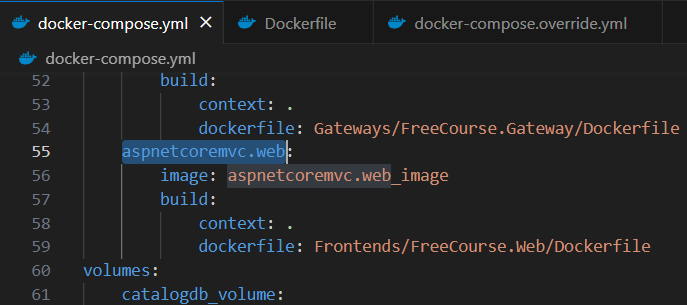 docker-compose.yml × Dockerfile docker-compose.override.yml
docker-compose.yml
52 build:
53 context: .
54 dockerfile: Gateways/FreeCourse.Gateway/Dockerfile
55 aspnetcoremvc.web:
56 image: aspnetcoremvc.web_image
57 build:
58 context: .
59 dockerfile: Frontends/FreeCourse.Web/Dockerfile
60 volumes:
61 catalogdb_volume: